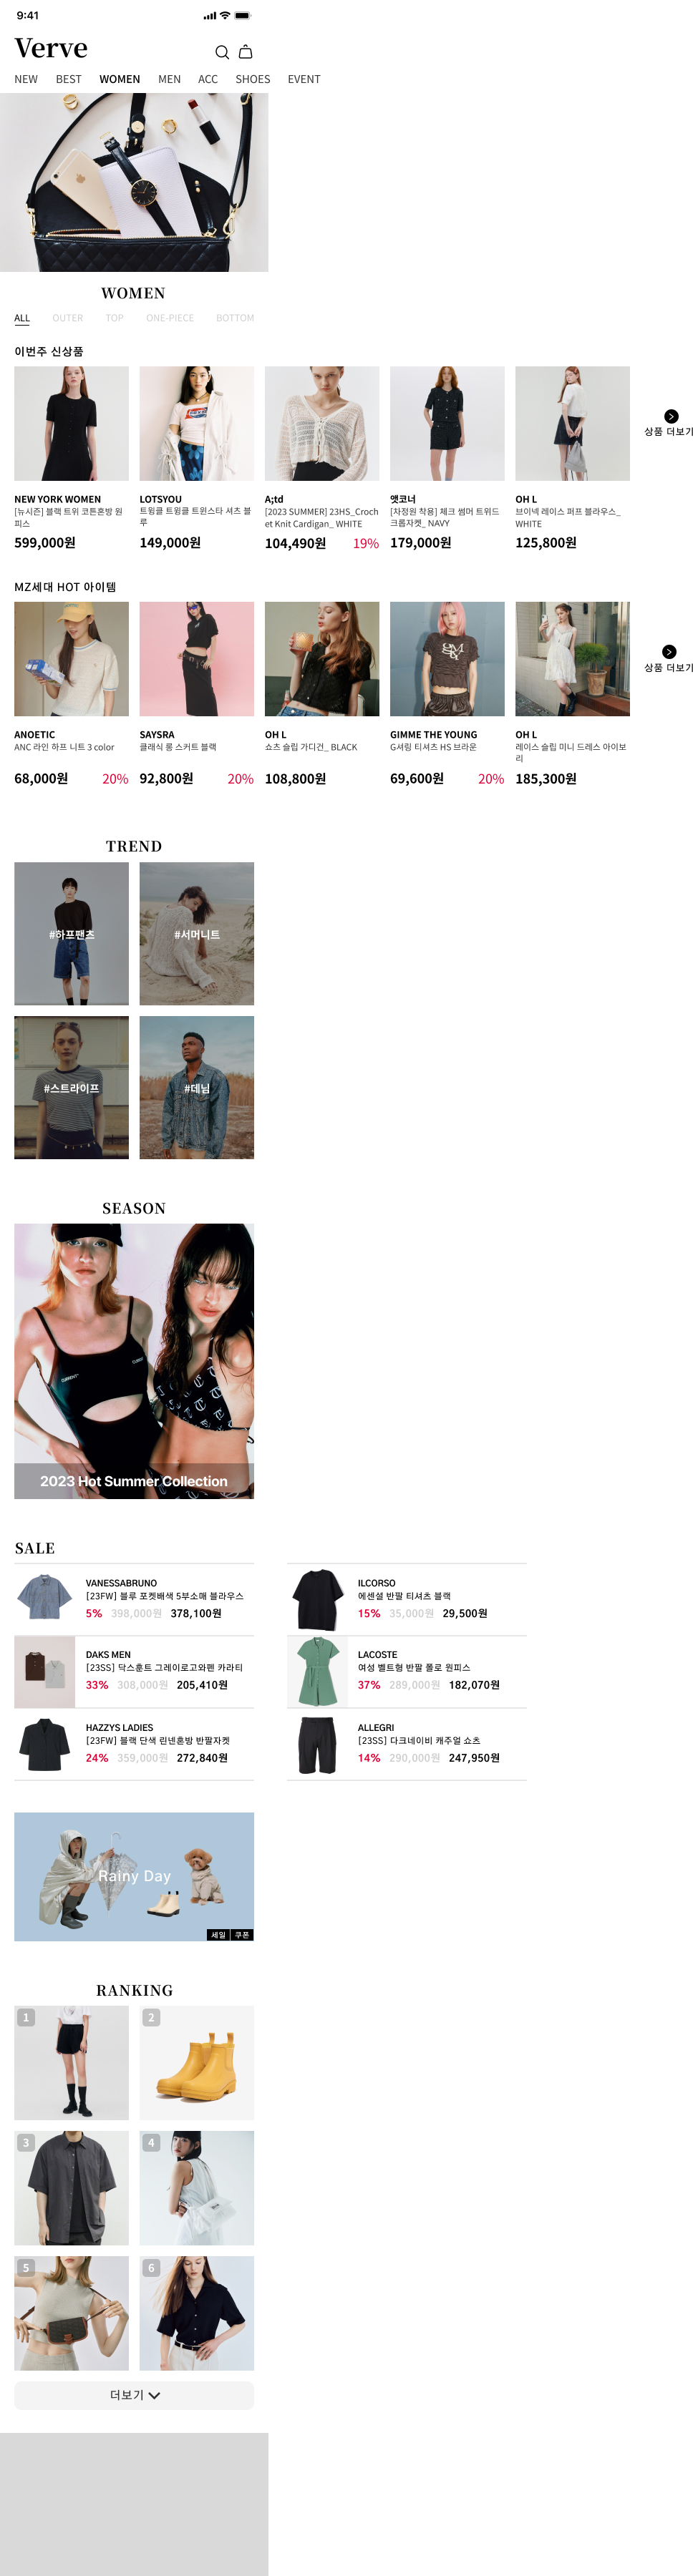 9:41
Verve
NEW BEST WOMEN MEN ACC SHOES EVENT
WOMEN
ALL OUTER TOP ONE-PIECE BOTTOM
이번주 신상품
NEW YORK WOMEN
[뉴시즌] 블랙 트위 코튼혼방 원
피스
599,000원
LOTSYOU
트윙클 트윙클 트윈스타 셔츠 블
루
149,000원
A;td
[2023 SUMMER] 23HS_Croch
et Knit Cardigan_ WHITE
104,490원 19%
앳코너
[차정원 착용] 체크 썸머 트위드
크롭자켓_ NAVY
179,000원
OH L
브이넥 레이스 퍼프 블라우스_
WHITE
125,800원
상품 더보기
MZ세대 HOT 아이템
ANOETIC
ANC 라인 하프 니트 3 color
68,000원 20%
SAYSRA
클래식 롱 스커트 블랙
92,800원 20%
OH L
쇼츠 슬립 가디건_ BLACK
108,800원
GIMME THE YOUNG
G셔링 티셔츠 HS 브라운
69,600원 20%
OH L
레이스 슬립 미니 드레스 아이보
리
185,300원
상품 더보기
TREND
#하프팬츠
#서머니트
#스트라이프
#데님
SEASON
2023 Hot Summer Collection
SALE
VANESSABRUNO
[23FW] 블루 포켓배색 5부소매 블라우스
5% 398,000원 378,100원
DAKS MEN
[23SS] 닥스훈트 그레이로고와펜 카라티
33% 308,000원 205,410원
HAZZYS LADIES
[23FW] 블랙 단색 린넨혼방 반팔자켓
24% 359,000원 272,840원
ILCORSO
에센셜 반팔 티셔츠 블랙
15% 35,000원 29,500원
LACOSTE
여성 벨트형 반팔 폴로 원피스
37% 289,000원 182,070원
ALLEGRI
[23SS] 다크네이비 캐주얼 쇼츠
14% 290,000원 247,950원
Rainy Day
세일 쿠폰
RANKING
1
2
3
4
5
6
더보기